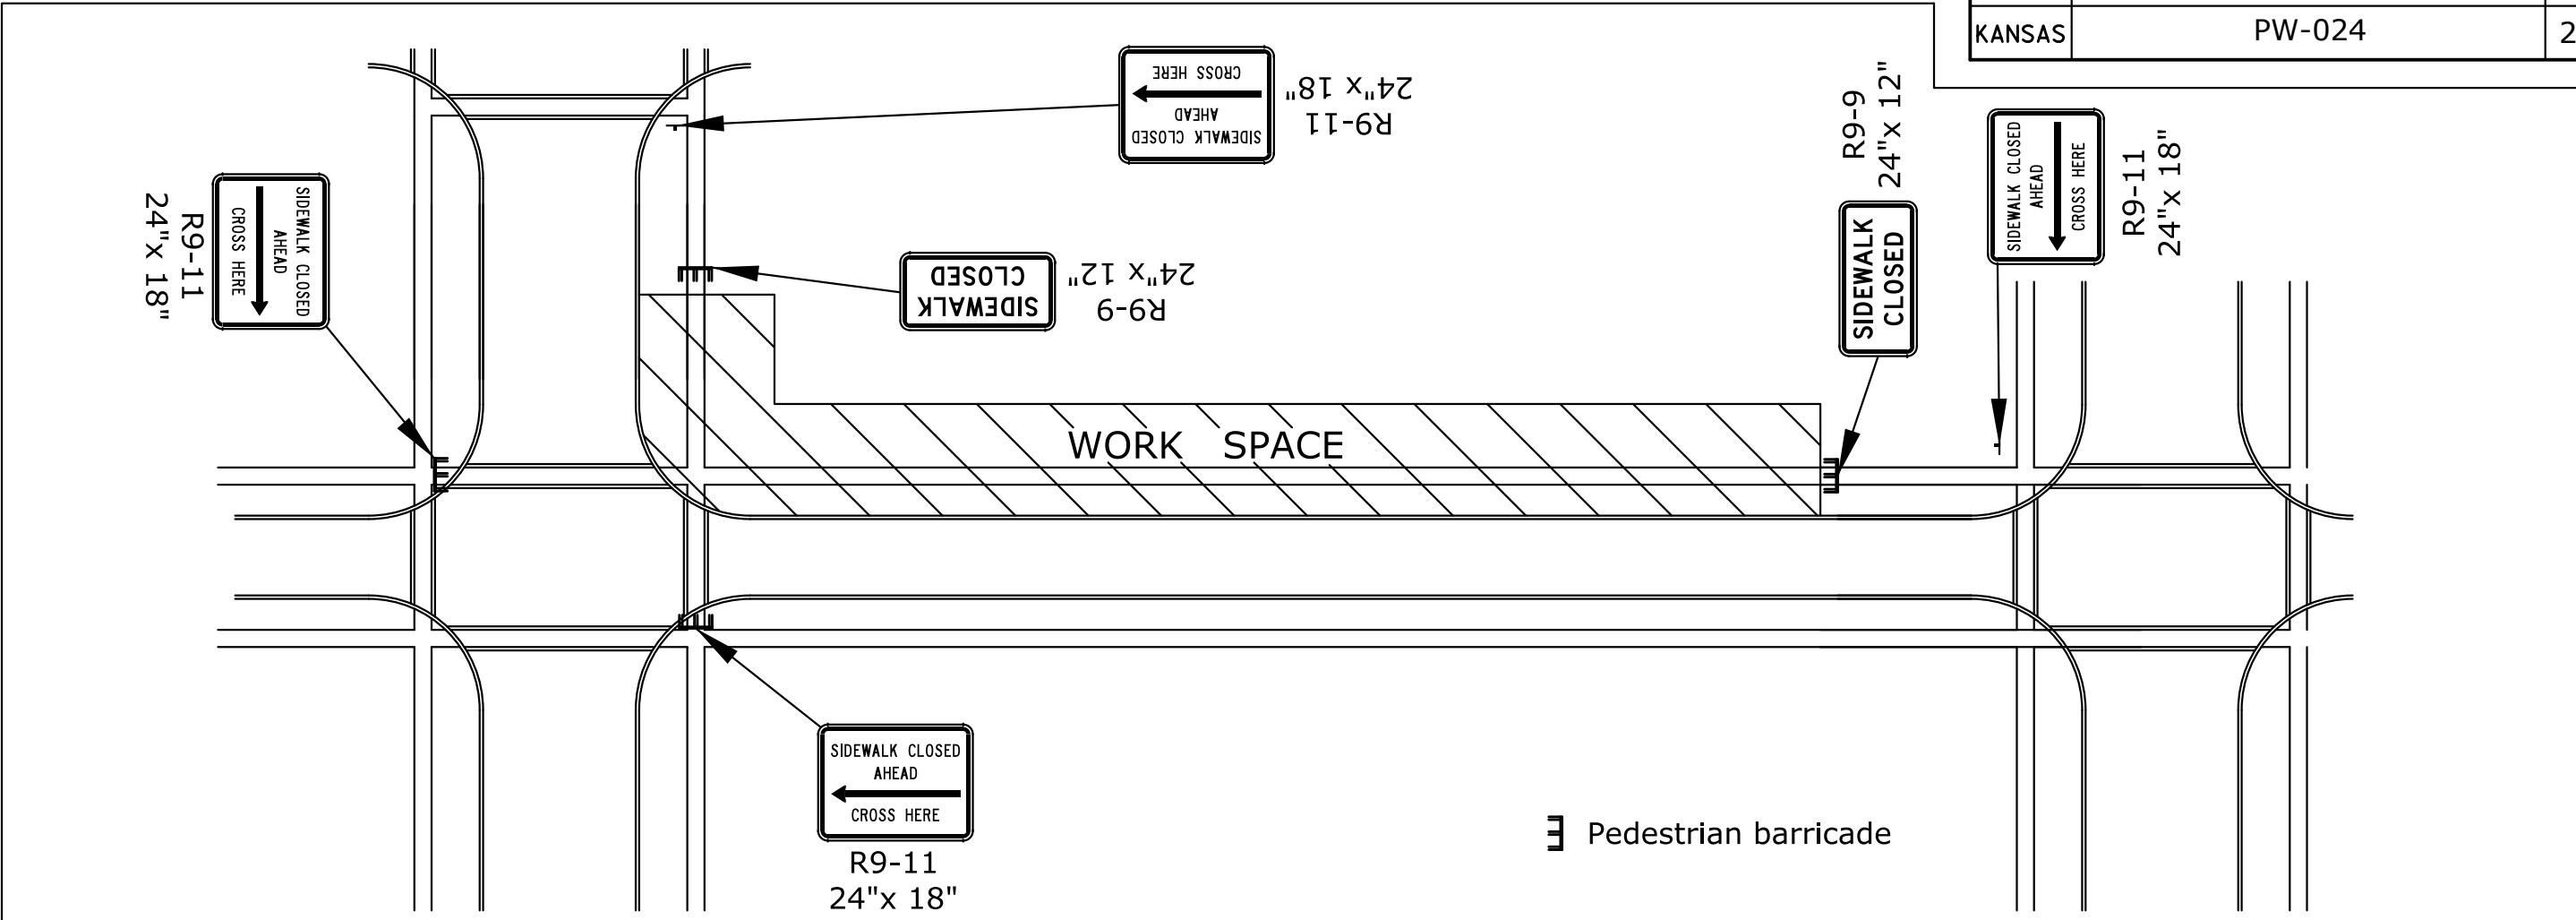 KANSAS
PW-024
2
SIDEWALK CLOSED
AHEAD
CROSS HERE
R9-11
24"x 18"
R9-9
24"x 12"
SIDEWALK CLOSED
AHEAD
CROSS HERE
R9-11
24"x 18"
SIDEWALK CLOSED
AHEAD
CROSS HERE
R9-11
24"x 18"
SIDEWALK
CLOSED
R9-9
24"x 12"
SIDEWALK
CLOSED
WORK SPACE
SIDEWALK CLOSED
AHEAD
CROSS HERE
R9-11
24"x 18"
Pedestrian barricade